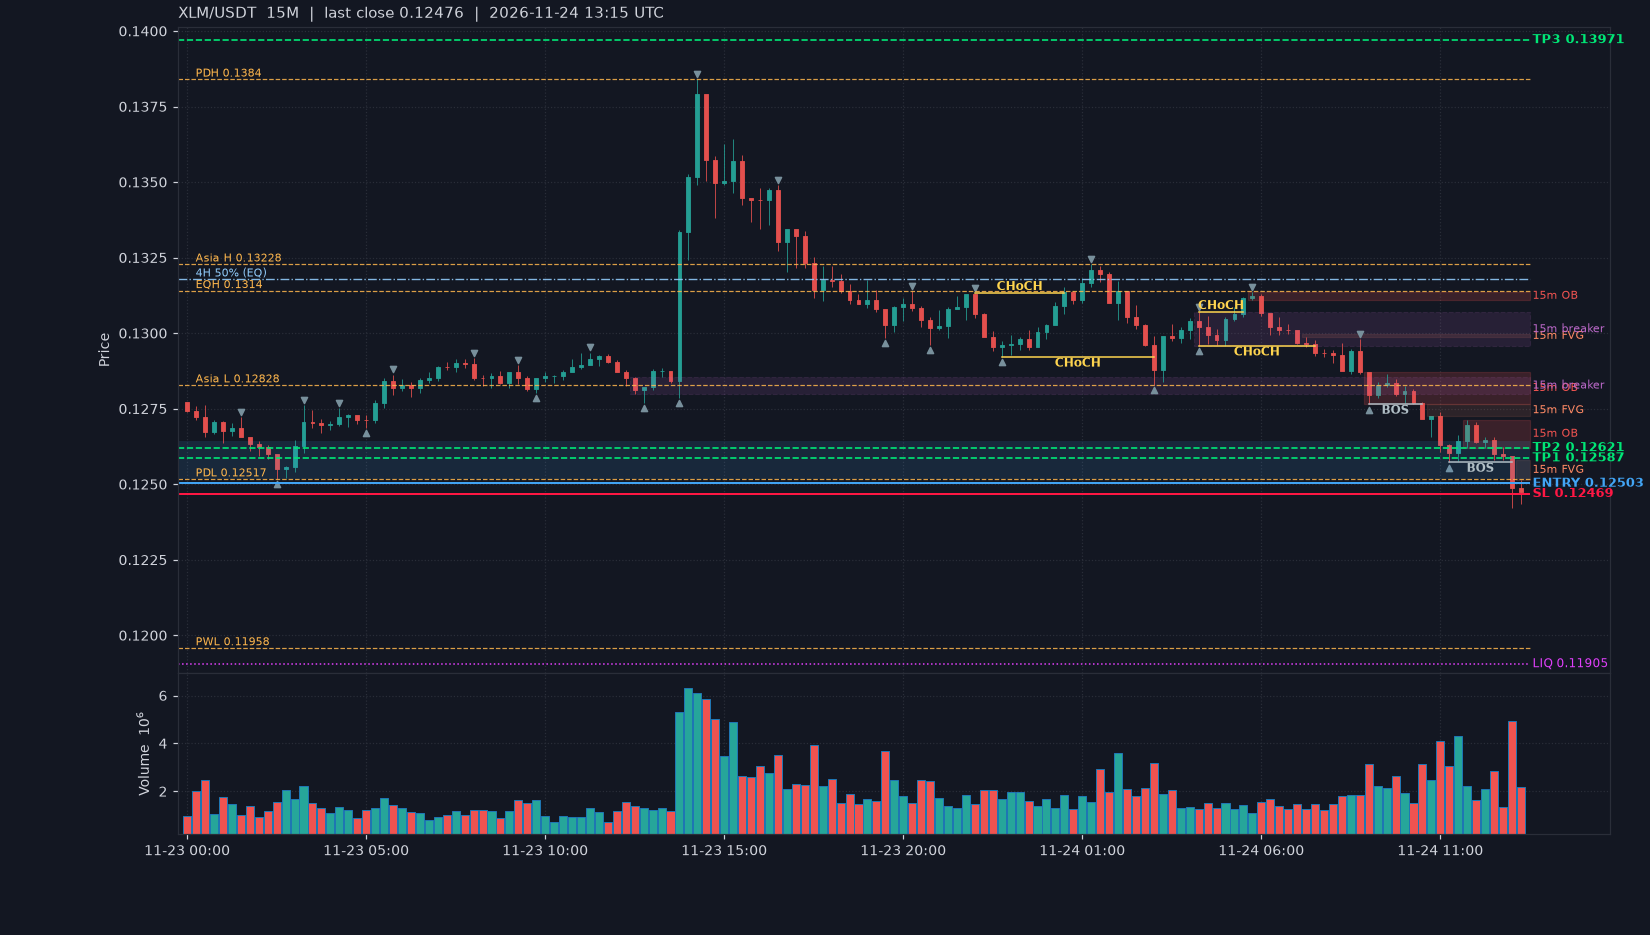 XLM/USDT  15M  |  last close 0.12476  |  2026-11-24 13:15 UTC
0.1400
TP3 0.13971
PDH 0.1384
0.1375
0.1350
Asia H 0.13228
0.1325
4H 50% (EQ)
EQH 0.1314
CHoCH
15m OB
CHoCH
0.1300
15m breaker
15m FVG
CHoCH
CHoCH
Price
Asia L 0.12828
15m breaker
15m OB
0.1275
BOS
15m FVG
15m OB
TP2 0.12621
TP1 0.12587
BOS
15m FVG
PDL 0.12517
0.1250
ENTRY 0.12503
SL 0.12469
0.1225
0.1200
PWL 0.11958
LIQ 0.11905
6
4
2
Volume 10⁶
11-23 00:00
11-23 05:00
11-23 10:00
11-23 15:00
11-23 20:00
11-24 01:00
11-24 06:00
11-24 11:00